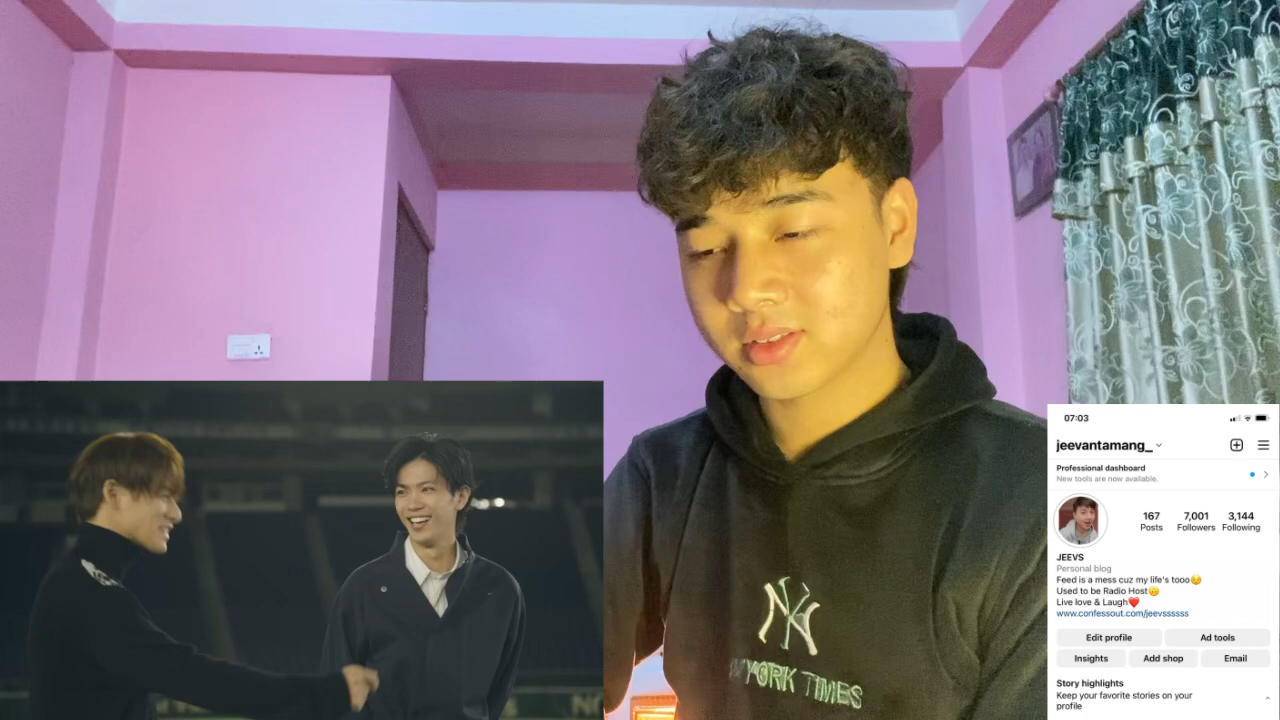 NY
YORK TIMES
07:03
jeevantamang_
Professional dashboard
New tools are now available.
167 7,001 3,144
Posts Followers Following
JEEVS
Personal blog
Feed is a mess cuz my life's tooo😔
Used to be Radio Host🙃
Live love & Laugh❤️
www.confessout.com/jeevssssss
Edit profile Ad tools
Insights Add shop Email
Story highlights
Keep your favorite stories on your
profile